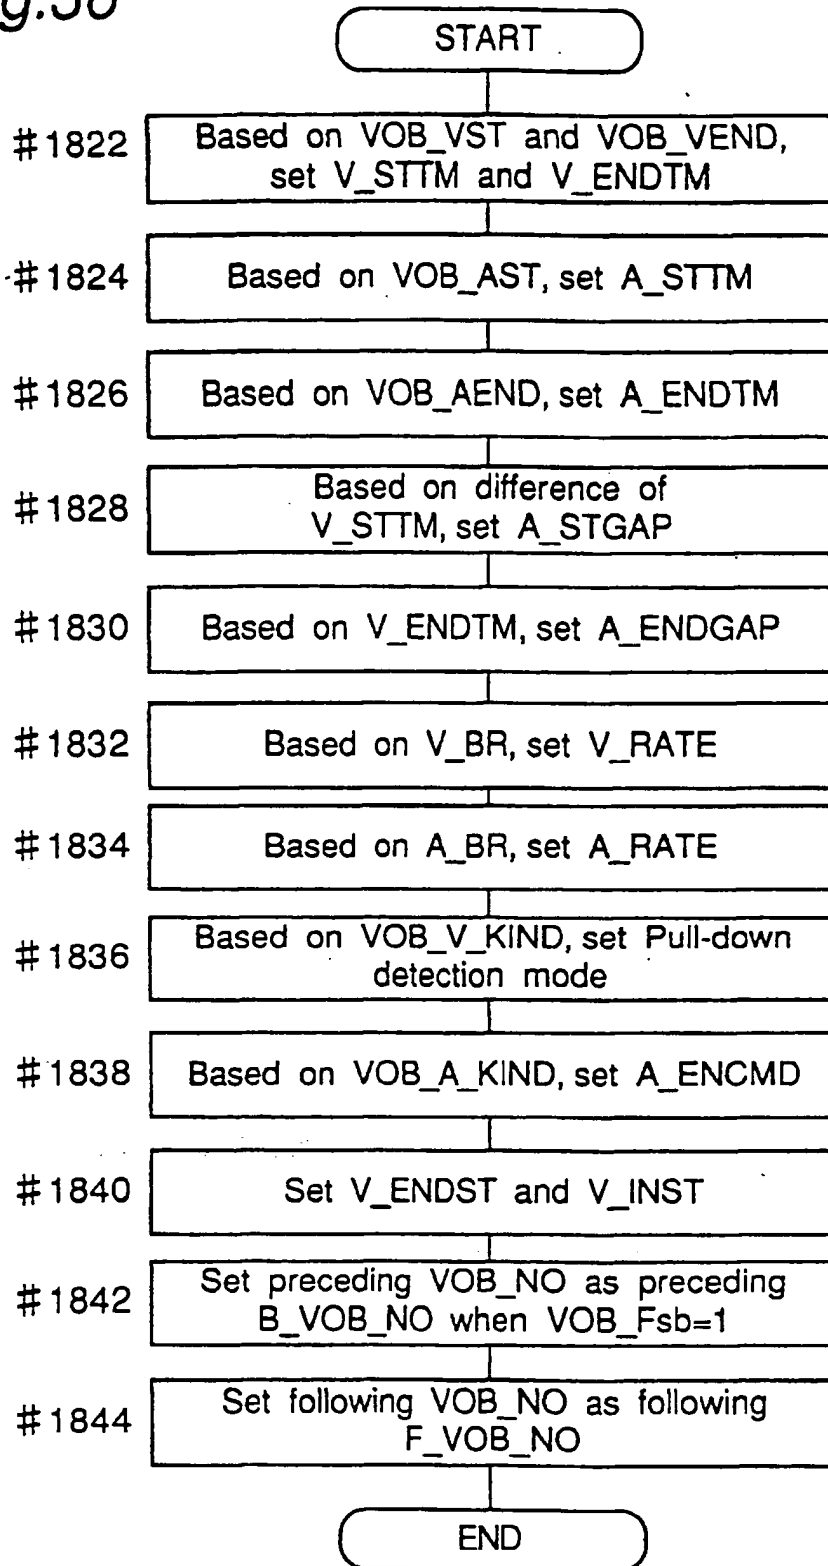 START
#1822
Based on VOB_VST and VOB_VEND,
set V_STTM and V_ENDTM
#1824
Based on VOB_AST, set A_STTM
#1826
Based on VOB_AEND, set A_ENDTM
#1828
Based on difference of
V_STTM, set A_STGAP
#1830
Based on V_ENDTM, set A_ENDGAP
#1832
Based on V_BR, set V_RATE
#1834
Based on A_BR, set A_RATE
#1836
Based on VOB_V_KIND, set Pull-down
detection mode
#1838
Based on VOB_A_KIND, set A_ENCMD
#1840
Set V_ENDST and V_INST
#1842
Set preceding VOB_NO as preceding
B_VOB_NO when VOB_Fsb=1
#1844
Set following VOB_NO as following
F_VOB_NO
END